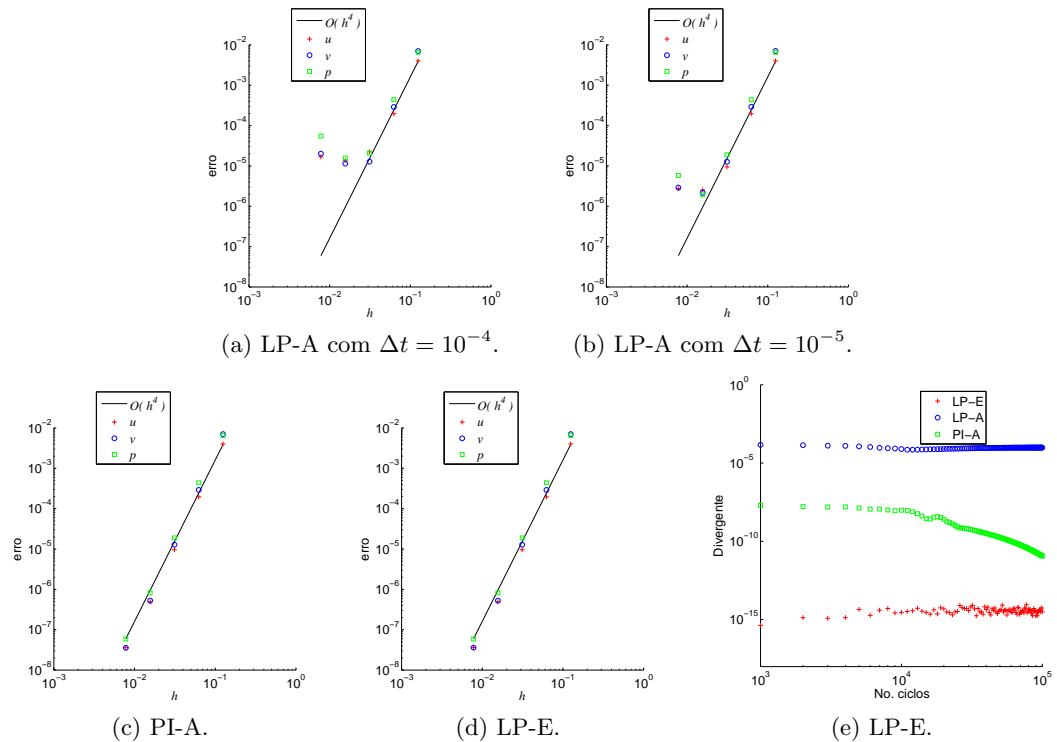 O( h^4 )
u
v
p
10^-2
10^-3
10^-4
10^-5
10^-6
10^-7
10^-8
erro
10^-3 10^-2 10^-1 10^0
h
(a) LP-A com Δt = 10^-4.
O( h^4 )
u
v
p
10^-2
10^-3
10^-4
10^-5
10^-6
10^-7
10^-8
erro
10^-3 10^-2 10^-1 10^0
h
(b) LP-A com Δt = 10^-5.
O( h^4 )
u
v
p
10^-2
10^-3
10^-4
10^-5
10^-6
10^-7
10^-8
erro
10^-3 10^-2 10^-1 10^0
h
(c) PI-A.
O( h^4 )
u
v
p
10^-2
10^-3
10^-4
10^-5
10^-6
10^-7
10^-8
erro
10^-3 10^-2 10^-1 10^0
h
(d) LP-E.
LP−E
LP−A
PI−A
10^0
10^-5
10^-10
10^-15
Divergente
10^3 10^4 10^5
No. ciclos
(e) LP-E.